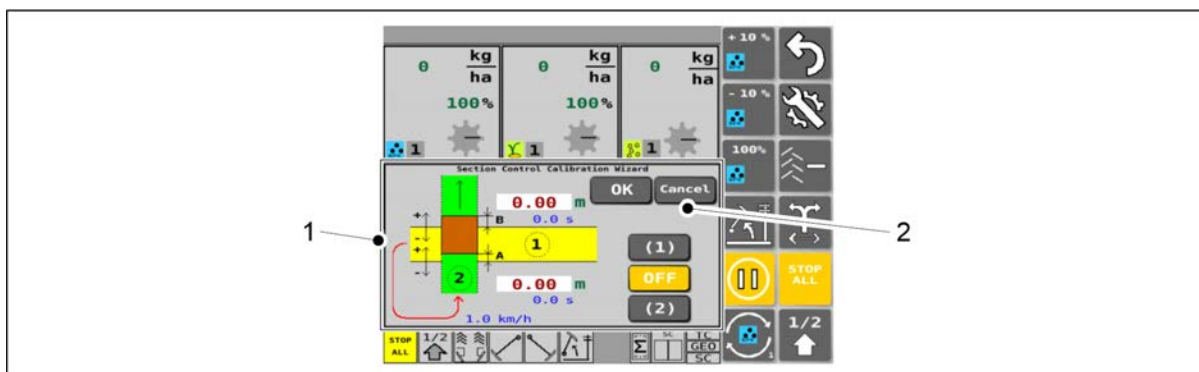 + 10 %
0 kg ha
0 kg ha
0 kg ha
100% 100%
- 10 %
1 1 1
100%
Section Control Calibration Wizard
0.00 m OK Cancel
+ B 0.0 s
-
1
(1)
+ A
-
2 0.00 m OFF
0.0 s
1.0 km/h (2)
STOP ALL
STOP ALL 1/2 Σ SC TC GEO SC
1 1/2
1
2